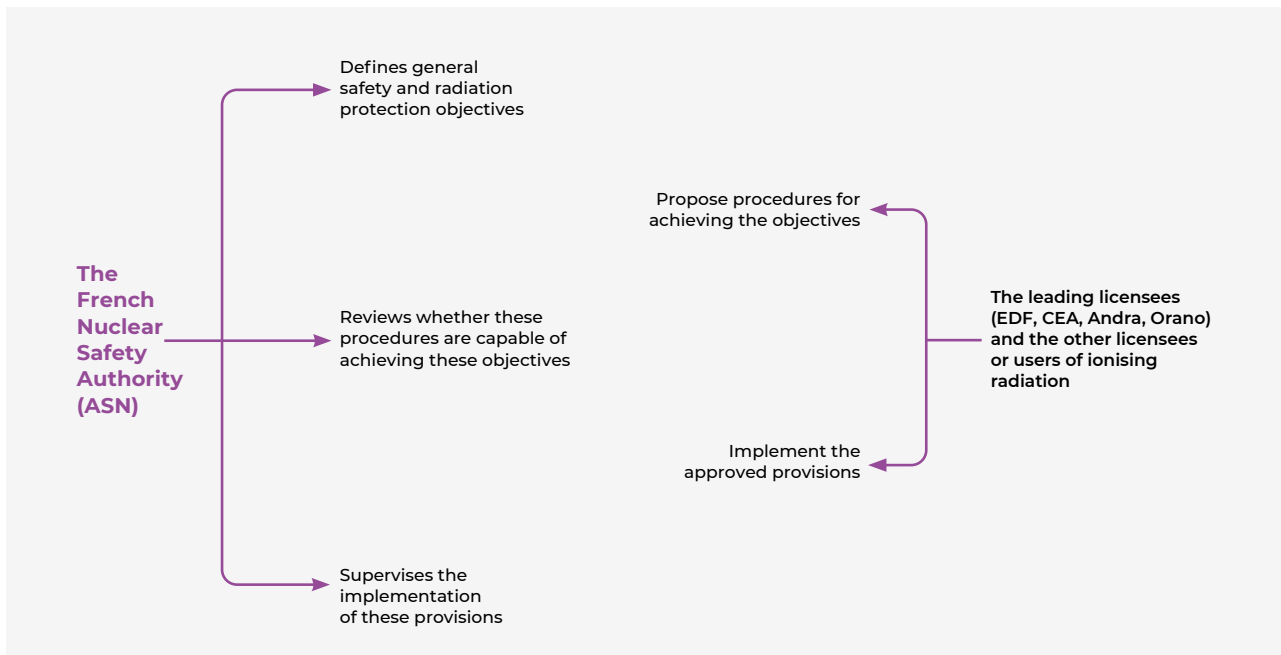 Defines general
safety and radiation
protection objectives
Propose procedures for
achieving the objectives
The
French
Nuclear
Safety
Authority
(ASN)
Reviews whether these
procedures are capable of
achieving these objectives
The leading licensees
(EDF, CEA, Andra, Orano)
and the other licensees
or users of ionising
radiation
Implement the
approved provisions
Supervises the
implementation
of these provisions